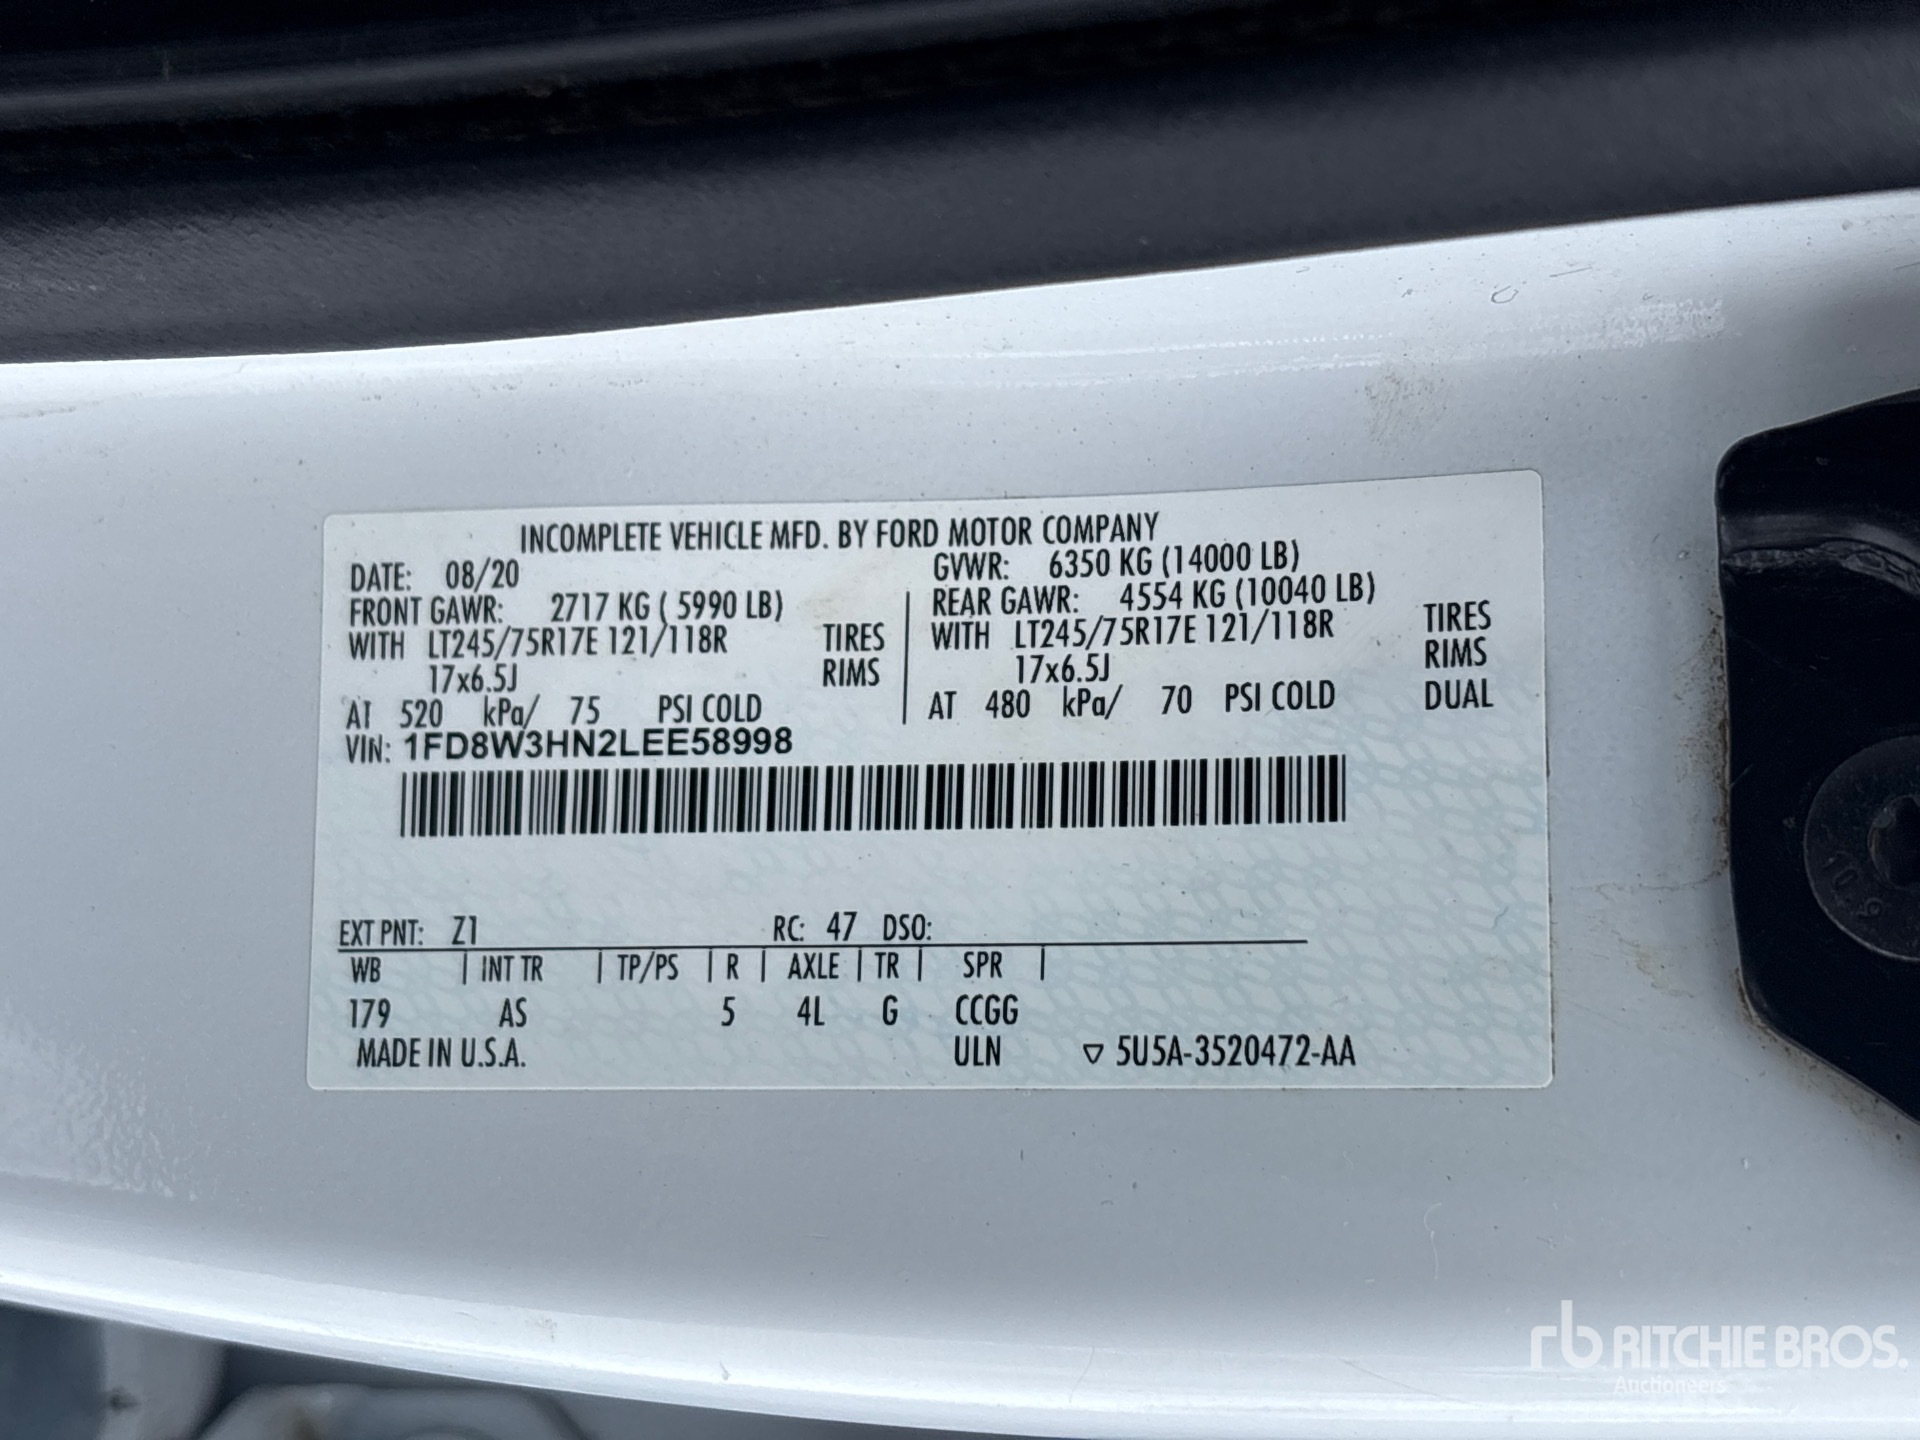 INCOMPLETE VEHICLE MFD. BY FORD MOTOR COMPANY
DATE: 08/20 GVWR: 6350 KG (14000 LB)
FRONT GAWR: 2717 KG ( 5990 LB) REAR GAWR: 4554 KG (10040 LB)
WITH LT245/75R17E 121/118R TIRES WITH LT245/75R17E 121/118R TIRES
17x6.5J RIMS 17x6.5J RIMS
AT 520 kPa/ 75 PSI COLD AT 480 kPa/ 70 PSI COLD DUAL
VIN: 1FD8W3HN2LEE58998
EXT PNT: Z1 RC: 47 DSO:
WB | INT TR | TP/PS | R | AXLE | TR | SPR |
179 AS 5 4L G CCGG
MADE IN U.S.A. ULN ▽ 5U5A-3520472-AA
rb RITCHIE BROS.
Auctioneers